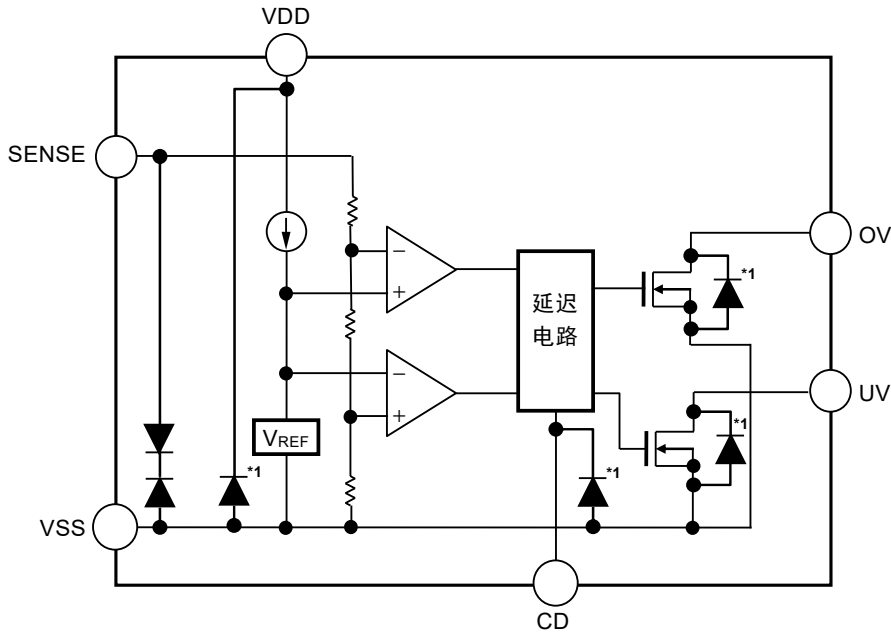 VDD
SENSE
OV
*1
−
+
延迟
电路
−
+
UV
*1
VREF
*1
*1
VSS
CD